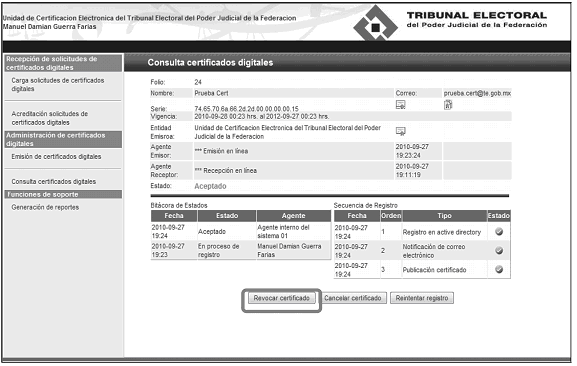 Unidad de Certificacion Electronica del Tribunal Electoral del Poder Judicial de la Federacion
Manuel Damian Guerra Farias
TRIBUNAL ELECTORAL
del Poder Judicial de la Federación
Recepción de solicitudes de
certificados digitales
Carga solicitudes de certificados
digitales
Acreditación solicitudes de
certificados digitales
Administración de certificados
digitales
Emisión de certificados digitales
Consulta certificados digitales
Funciones de soporte
Generación de reportes
Consulta certificados digitales
Folio: 24
Nombre: Prueba Cert Correo: prueba.cert@te.gob.mx
Serie: 74.65.70.6a.66.2d.2d.00.00.00.00.15
Vigencia: 2010-09-28 00:23 hrs. al 2012-09-27 00:23 hrs.
Entidad Emisroa: Unidad de Certificacion Electronica del Tribunal Electoral del Poder
Judicial de la Federacion
Agente Emisor: *** Emisión en línea 2010-09-27 19:23:24
Agente Receptor: *** Recepción en línea 2010-09-27 19:11:19
Estado: Aceptado
Bitácora de Estados
Fecha Estado Agente
2010-09-27 19:24 Aceptado Agente interno del sistema 01
2010-09-27 19:23 En proceso de registro Manuel Damian Guerra Farias
Secuencia de Registro
Fecha Orden Tipo Estado
2010-09-27 19:24 1 Registro en active directory
2010-09-27 19:24 2 Notificación de correo electrónico
2010-09-27 19:24 3 Publicación certificado
Revocar certificado Cancelar certificado Reintentar registro